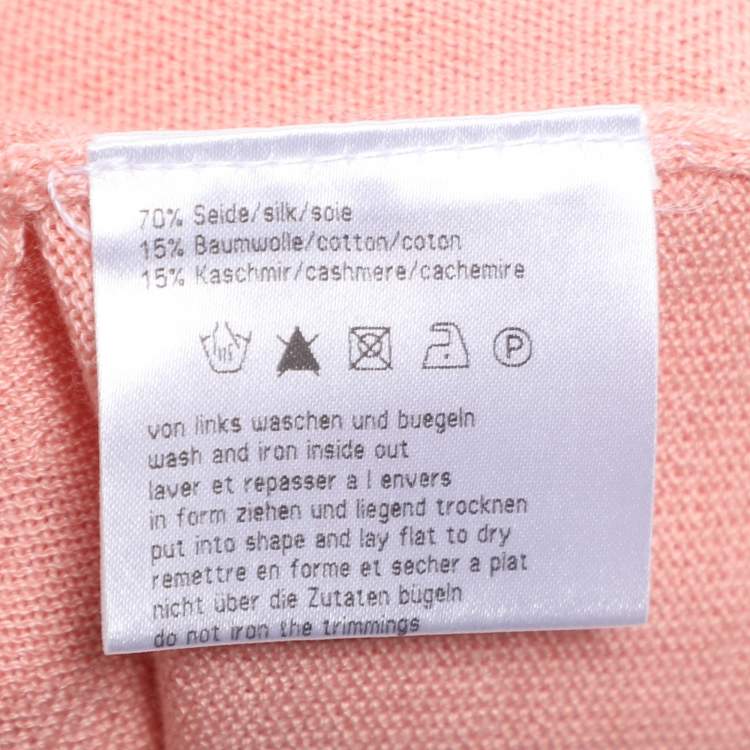 70% Seide/silk/soie
15% Baumwolle/cotton/coton
15% Kaschmir/cashmere/cachemire
P
von links waschen und buegeln
wash and iron inside out
laver et repasser a l envers
in form ziehen und liegend trocknen
put into shape and lay flat to dry
remettre en forme et secher a plat
nicht über die Zutaten bügeln
do not iron the trimmings